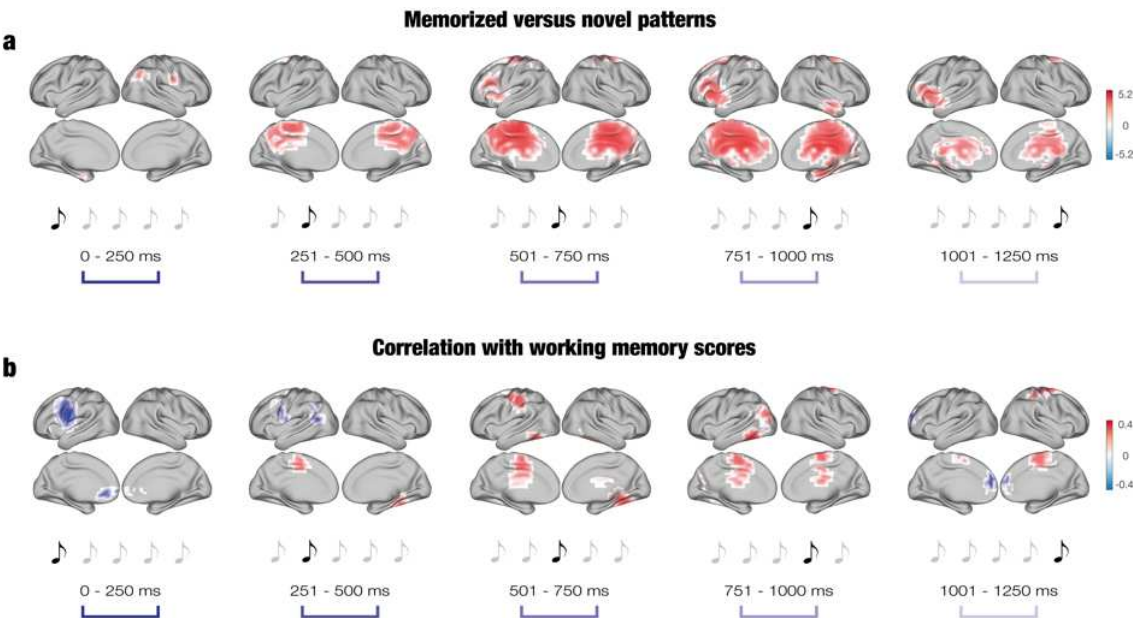 Memorized versus novel patterns
a
5.2
0
-5.2
0 - 250 ms
251 - 500 ms
501 - 750 ms
751 - 1000 ms
1001 - 1250 ms
Correlation with working memory scores
b
0.4
0
-0.4
0 - 250 ms
251 - 500 ms
501 - 750 ms
751 - 1000 ms
1001 - 1250 ms